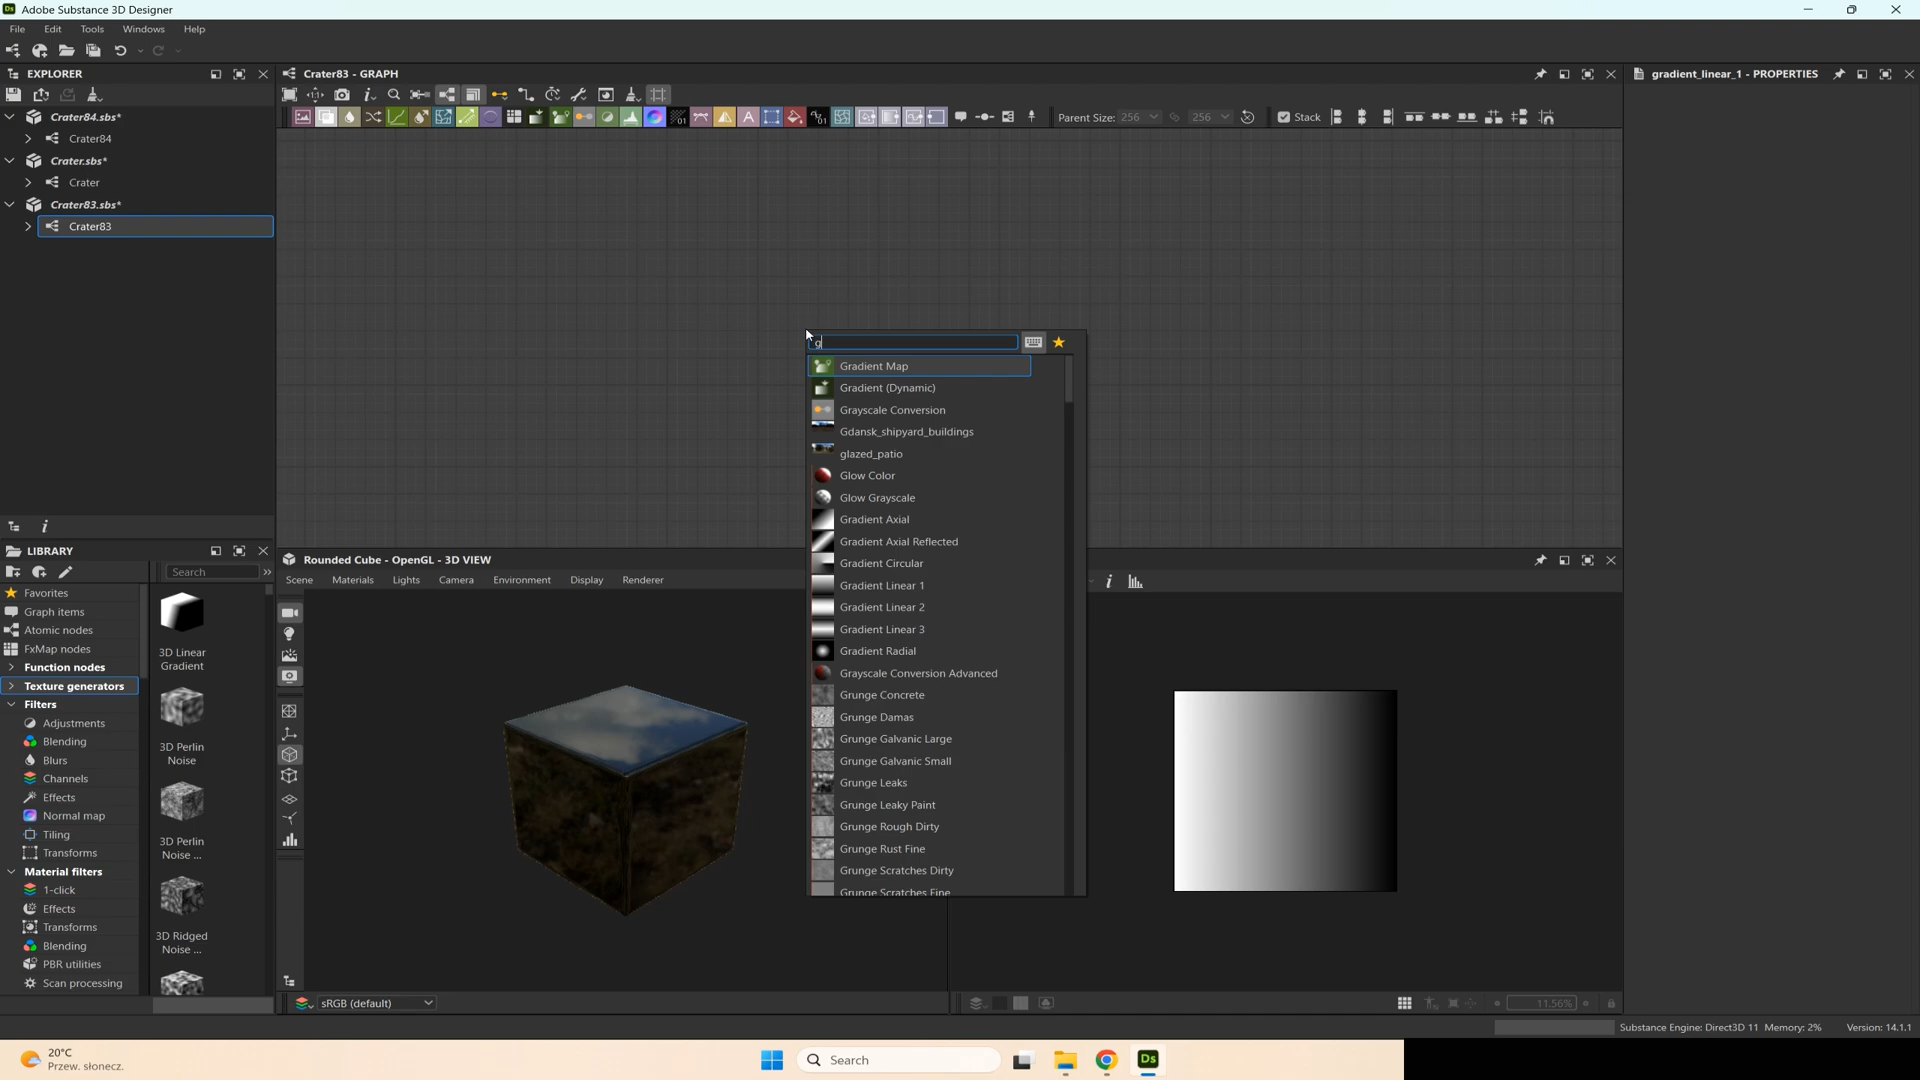 Adobe Substance 3D Designer
File Edit Tools Windows Help
EXPLORER
Crater84.sbs*
Crater84
Crater.sbs*
Crater
Crater83.sbs*
Crater83
Crater83 - GRAPH
Parent Size: 256 256
Stack
gradient_linear_1 - PROPERTIES
g
Gradient Map
Gradient (Dynamic)
Grayscale Conversion
Gdansk_shipyard_buildings
glazed_patio
Glow Color
Glow Grayscale
Gradient Axial
Gradient Axial Reflected
Gradient Circular
Gradient Linear 1
Gradient Linear 2
Gradient Linear 3
Gradient Radial
Grayscale Conversion Advanced
Grunge Concrete
Grunge Damas
Grunge Galvanic Large
Grunge Galvanic Small
Grunge Leaks
Grunge Leaky Paint
Grunge Rough Dirty
Grunge Rust Fine
Grunge Scratches Dirty
Grunge Scratches Fine
LIBRARY
Search
Favorites
Graph items
Atomic nodes
FxMap nodes
Function nodes
Texture generators
Filters
Adjustments
Blending
Blurs
Channels
Effects
Normal map
Tiling
Transforms
Material filters
1-click
Effects
Transforms
Blending
PBR utilities
Scan processing
3D Linear
Gradient
3D Perlin
Noise
3D Perlin
Noise ...
3D Ridged
Noise ...
Rounded Cube - OpenGL - 3D VIEW
Scene Materials Lights Camera Environment Display Renderer
sRGB (default)
11.56%
Substance Engine: Direct3D 11 Memory: 2% Version: 14.1.1
20°C
Przew. słonecz.
Search
Ds